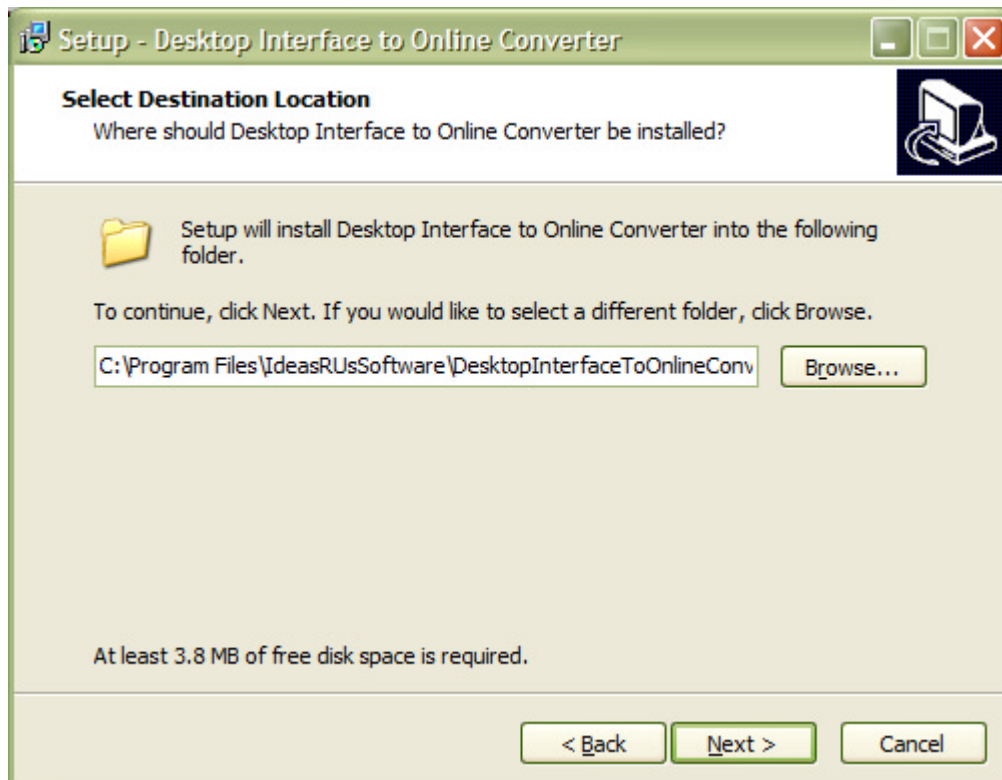 Setup - Desktop Interface to Online Converter
Select Destination Location
Where should Desktop Interface to Online Converter be installed?
Setup will install Desktop Interface to Online Converter into the following
folder.
To continue, click Next. If you would like to select a different folder, click Browse.
C:\Program Files\IdeasRUsSoftware\DesktopInterfaceToOnlineConv
Browse...
At least 3.8 MB of free disk space is required.
< Back
Next >
Cancel